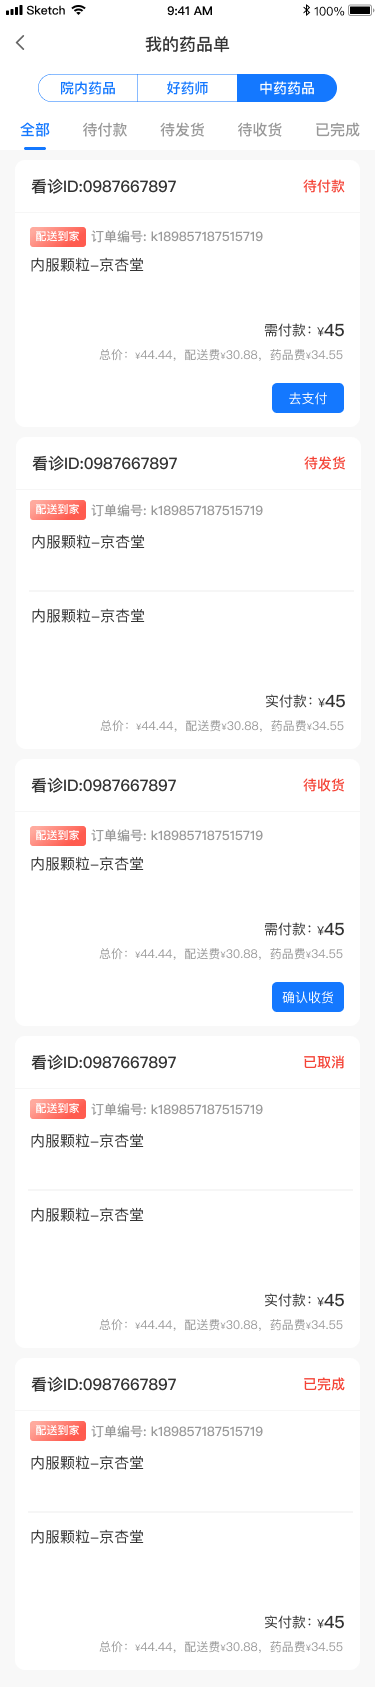 Sketch 9:41 AM 100%
我的药品单
院内药品 好药师 中药药品
全部 待付款 待发货 待收货 已完成
看诊ID:0987667897 待付款
配送到家 订单编号: k189857187515719
内服颗粒-京杏堂
需付款：¥45
总价：¥44.44，配送费¥30.88，药品费¥34.55
去支付
看诊ID:0987667897 待发货
配送到家 订单编号: k189857187515719
内服颗粒-京杏堂
内服颗粒-京杏堂
实付款：¥45
总价：¥44.44，配送费¥30.88，药品费¥34.55
看诊ID:0987667897 待收货
配送到家 订单编号: k189857187515719
内服颗粒-京杏堂
需付款：¥45
总价：¥44.44，配送费¥30.88，药品费¥34.55
确认收货
看诊ID:0987667897 已取消
配送到家 订单编号: k189857187515719
内服颗粒-京杏堂
内服颗粒-京杏堂
实付款：¥45
总价：¥44.44，配送费¥30.88，药品费¥34.55
看诊ID:0987667897 已完成
配送到家 订单编号: k189857187515719
内服颗粒-京杏堂
内服颗粒-京杏堂
实付款：¥45
总价：¥44.44，配送费¥30.88，药品费¥34.55